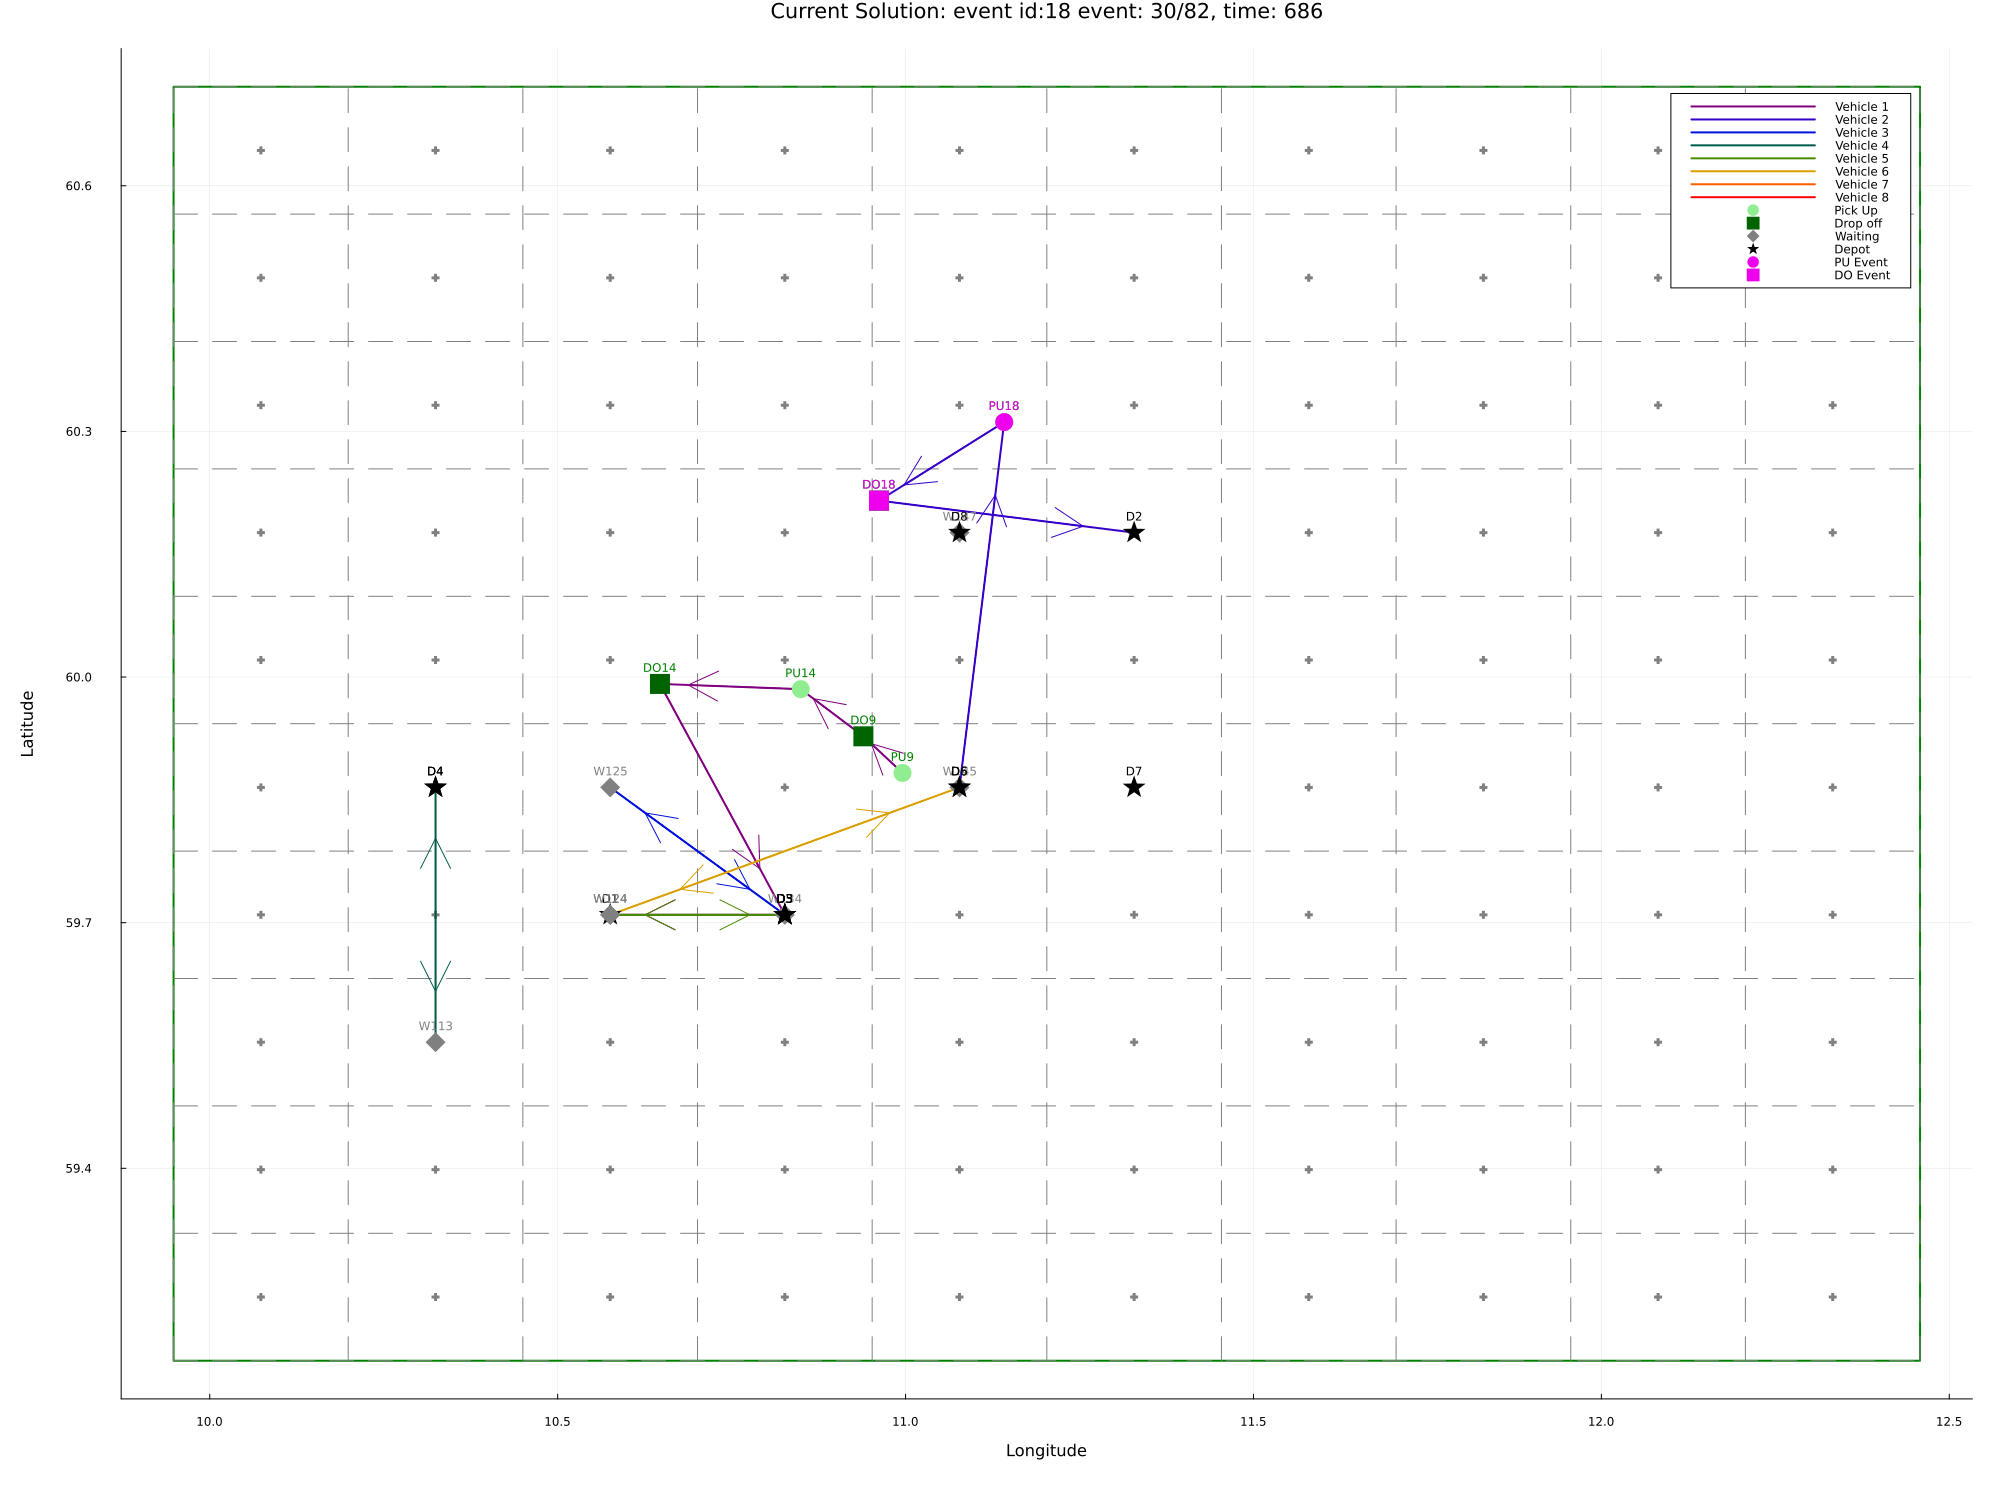 Current Solution: event id:18 event: 30/82, time: 686
Vehicle 1
Vehicle 2
Vehicle 3
Vehicle 4
Vehicle 5
Vehicle 6
Vehicle 7
Vehicle 8
Pick Up
Drop off
Waiting
Depot
PU Event
DO Event
60.6
60.3
60.0
59.7
59.4
PU18
DO18
D8
D2
DO14
PU14
DO9
PU9
D4
W125
D6
D7
W113
10.0
10.5
11.0
11.5
12.0
12.5
Latitude
Longitude